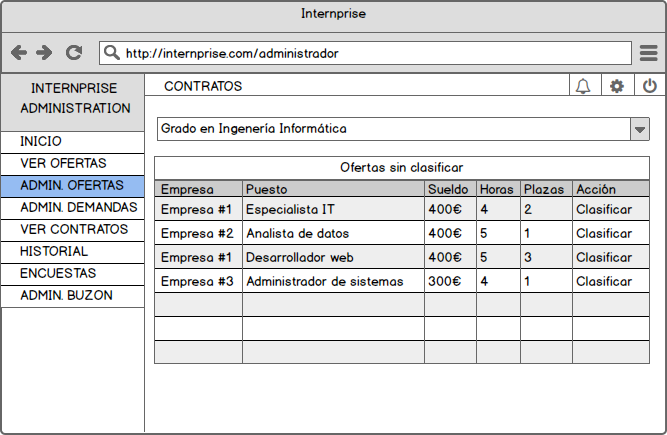 Internprise
http://internprise.com/administrador
INTERNPRISE
ADMINISTRATION
INICIO
VER OFERTAS
ADMIN. OFERTAS
ADMIN. DEMANDAS
VER CONTRATOS
HISTORIAL
ENCUESTAS
ADMIN. BUZON
CONTRATOS
Grado en Ingenería Informática
Ofertas sin clasificar
Empresa Puesto Sueldo Horas Plazas Acción
Empresa #1 Especialista IT 400€ 4 2 Clasificar
Empresa #2 Analista de datos 400€ 5 1 Clasificar
Empresa #1 Desarrollador web 400€ 5 3 Clasificar
Empresa #3 Administrador de sistemas 300€ 4 1 Clasificar